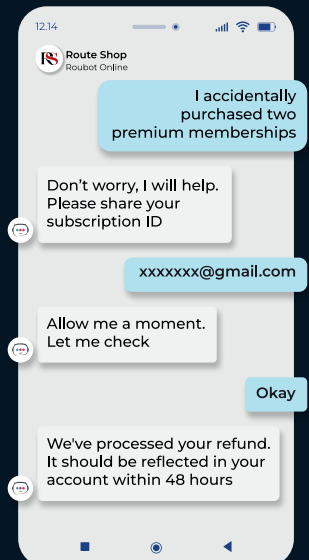 12.14
RS
Route Shop
Roubot Online
I accidentally
purchased two
premium memberships
Don't worry, I will help.
Please share your
subscription ID
xxxxxxx@gmail.com
Allow me a moment.
Let me check
Okay
We've processed your refund.
It should be reflected in your
account within 48 hours